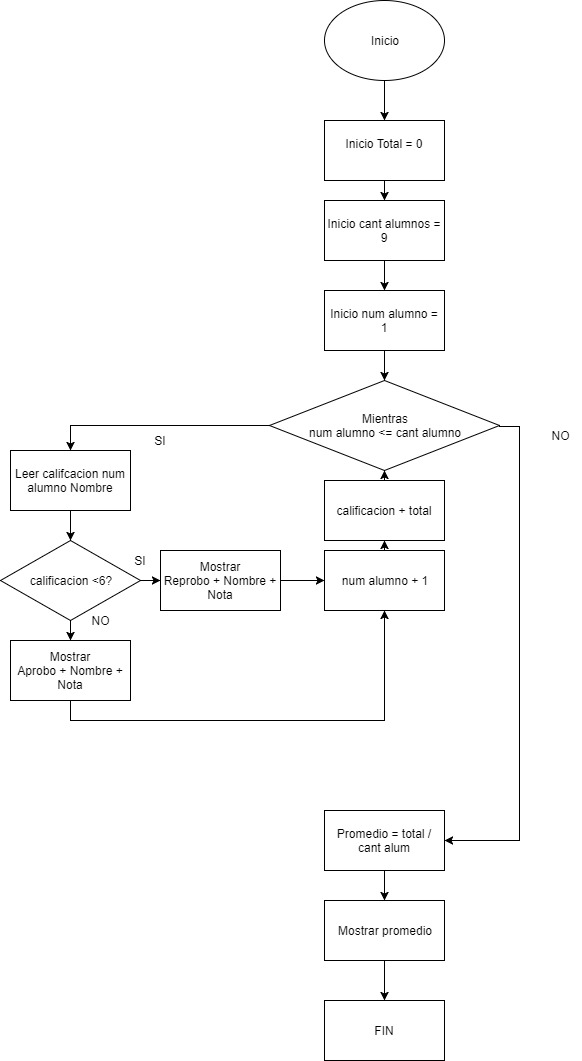 Inicio
Inicio Total = 0
Inicio cant alumnos =
9
Inicio num alumno =
1
Mientras
num alumno <= cant alumno
SI
NO
Leer califcacion num
alumno Nombre
calificacion + total
calificacion <6?
SI
Mostrar
Reprobo + Nombre +
Nota
num alumno + 1
NO
Mostrar
Aprobo + Nombre +
Nota
Promedio = total /
cant alum
Mostrar promedio
FIN